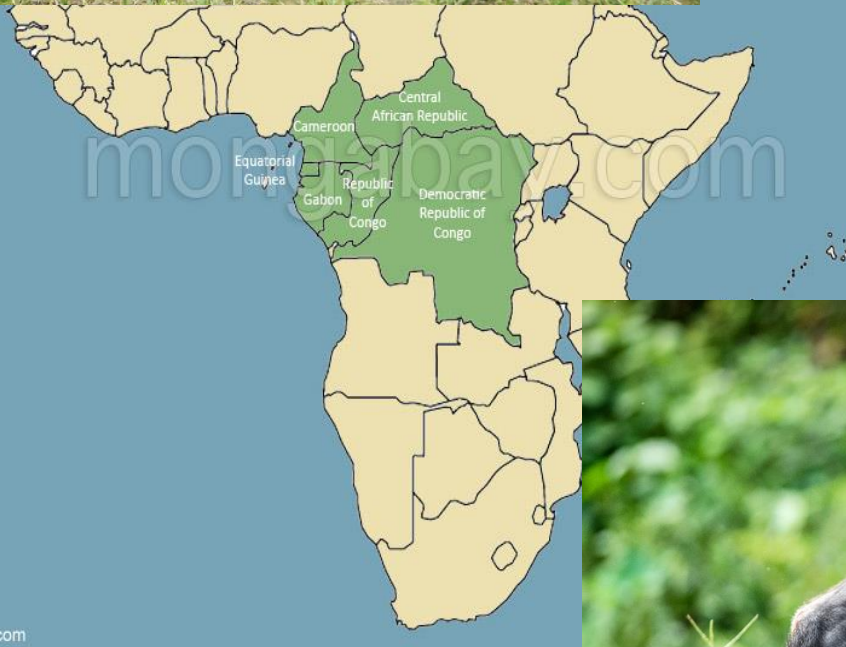 Central
African Republic
Cameroon
mongabay.com
Equatorial
Guinea
Gabon
Republic
of
Congo
Democratic
Republic of
Congo
com